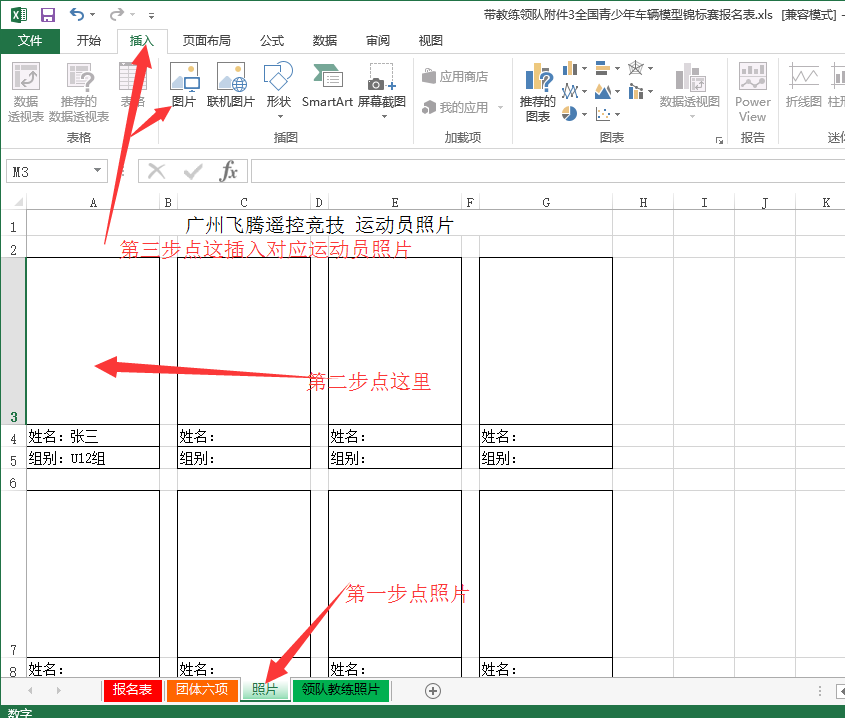 带教练领队附件3全国青少年车辆模型锦标赛报名表.xls [兼容模式] -
文件 开始 插入 页面布局 公式 数据 审阅 视图
数据透视表 推荐的数据透视表 表格 图片 联机图片 形状 SmartArt 屏幕截图 应用商店 我的应用 推荐的图表 数据透视图 Power View 折线图
表格 插图 加载项 图表 报告
M3 fx
A B C D E F G H I J K
1 广州飞腾遥控竞技 运动员照片
2 第三步点这插入对应运动员照片
第二步点这里
3
4 姓名：张三 姓名： 姓名： 姓名：
5 组别：U12组 组别： 组别： 组别：
6
第一步点照片
7
8 姓名： 姓名： 姓名： 姓名：
报名表 团体六项 照片 领队教练照片
数字